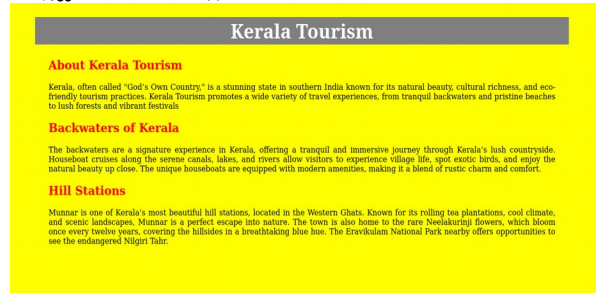 Kerala Tourism
About Kerala Tourism
Kerala, often called "God's Own Country," is a stunning state in southern India known for its natural beauty, cultural richness, and eco-
friendly tourism practices. Kerala Tourism promotes a wide variety of travel experiences, from tranquil backwaters and pristine beaches
to lush forests and vibrant festivals
Backwaters of Kerala
The backwaters are a signature experience in Kerala, offering a tranquil and immersive journey through Kerala's lush countryside.
Houseboat cruises along the serene canals, lakes, and rivers allow visitors to experience village life, spot exotic birds, and enjoy the
natural beauty up close. The unique houseboats are equipped with modern amenities, making it a blend of rustic charm and comfort.
Hill Stations
Munnar is one of Kerala's most beautiful hill stations, located in the Western Ghats. Known for its rolling tea plantations, cool climate,
and scenic landscapes, Munnar is a perfect escape into nature. The town is also home to the rare Neelakurinji flowers, which bloom
once every twelve years, covering the hillsides in a breathtaking blue hue. The Eravikulam National Park nearby offers opportunities to
see the endangered Nilgiri Tahr.